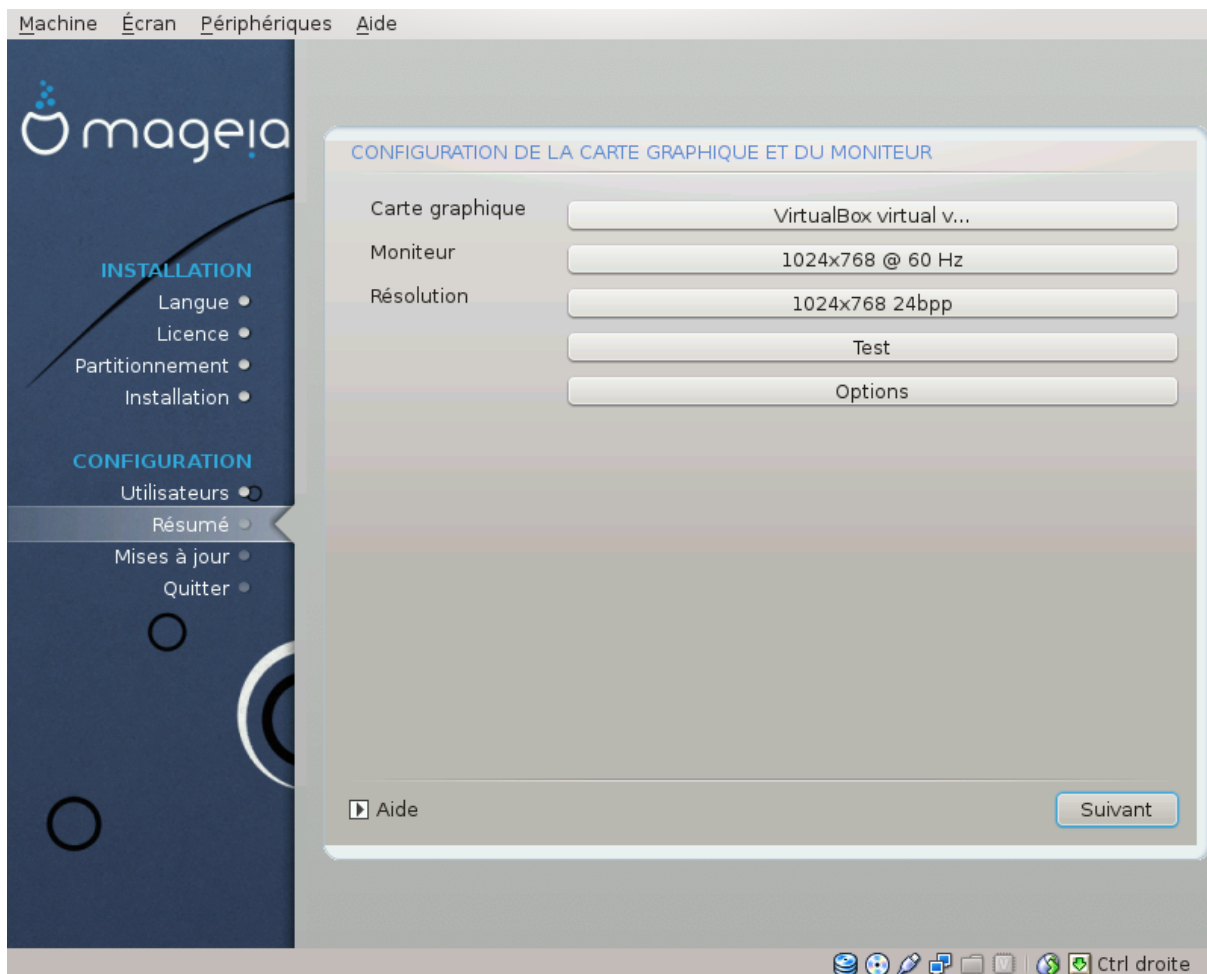 Machine Écran Périphériques Aide
mageia
INSTALLATION
Langue
Licence
Partitionnement
Installation
CONFIGURATION
Utilisateurs
Résumé
Mises à jour
Quitter
CONFIGURATION DE LA CARTE GRAPHIQUE ET DU MONITEUR
Carte graphique VirtualBox virtual v...
Moniteur 1024x768 @ 60 Hz
Résolution 1024x768 24bpp
Test
Options
Aide Suivant
Ctrl droite